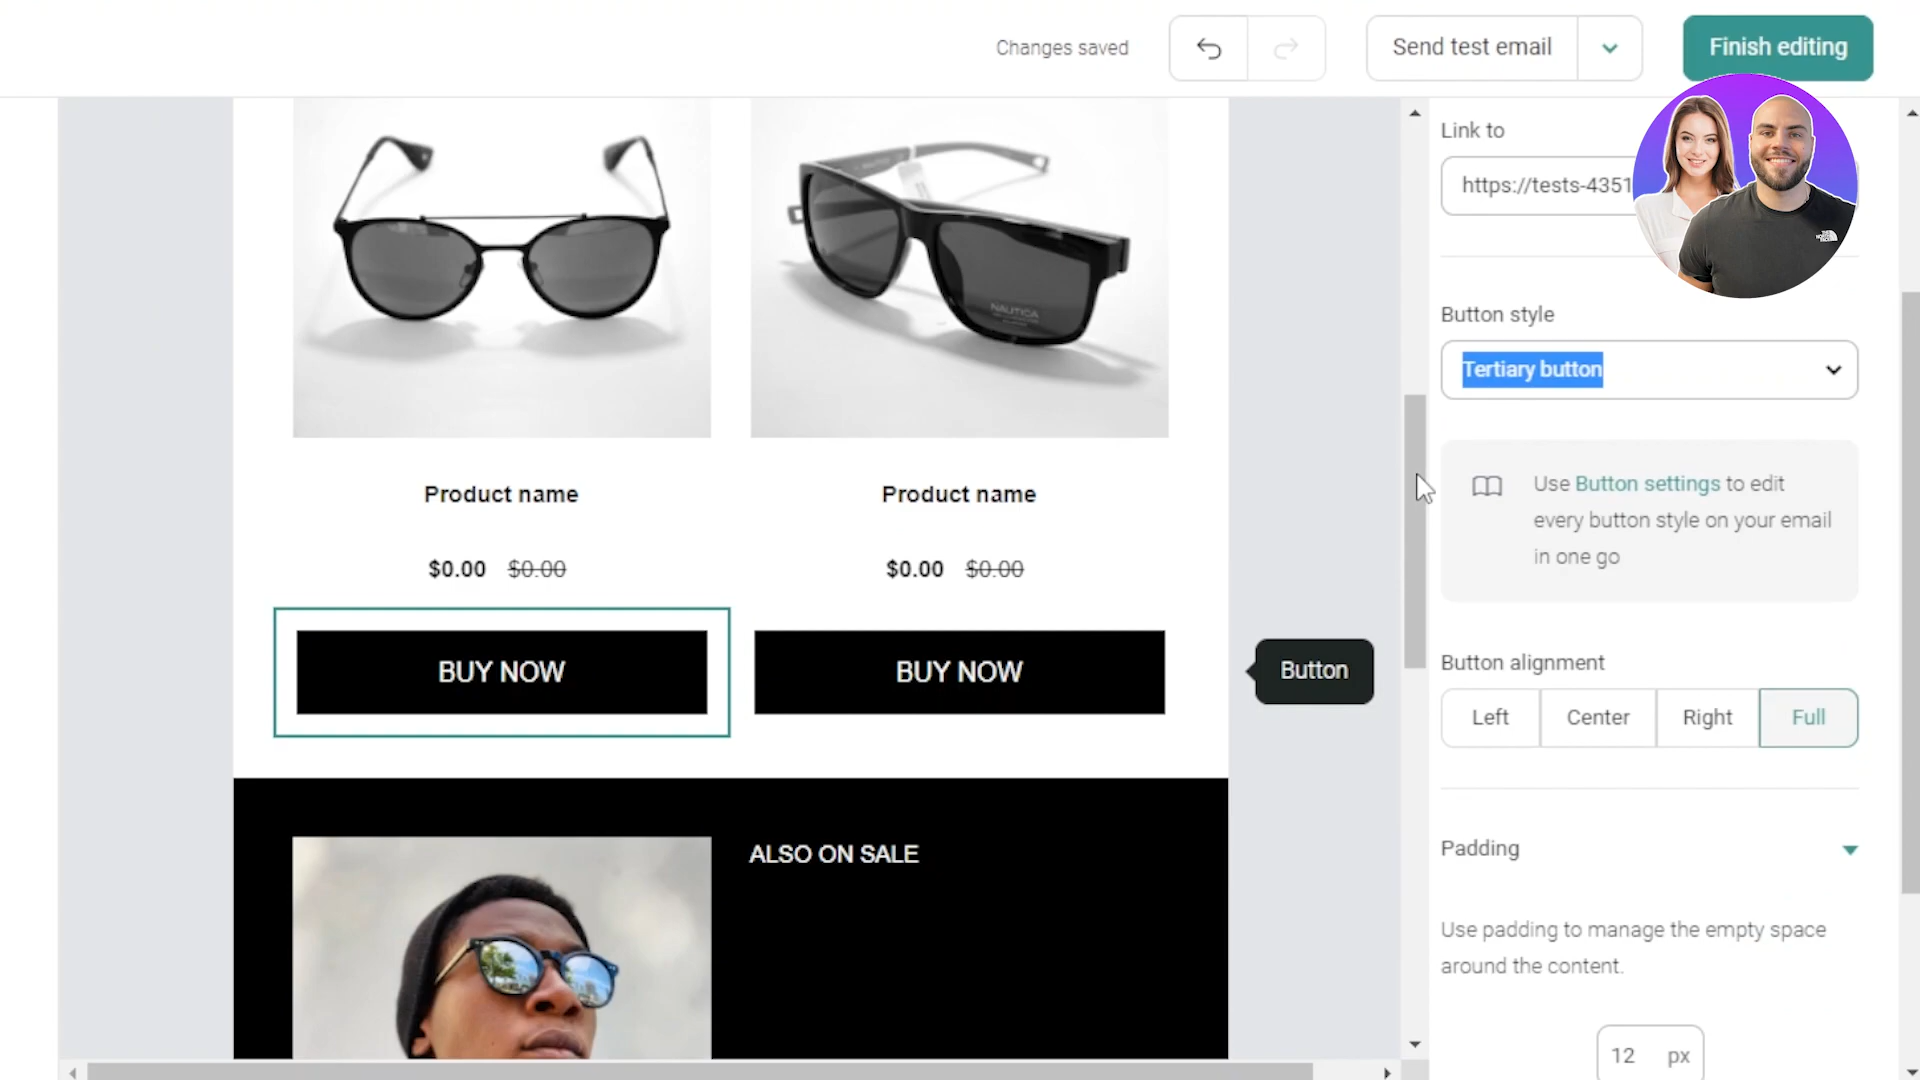 Changes saved
Send test email
Finish editing
Link to
https://tests-4351
Button style
Tertiary button
Use Button settings to edit
every button style on your email
in one go
Button alignment
Left
Center
Right
Full
Padding
Use padding to manage the empty space
around the content.
12 px
NAUTICA
Product name
Product name
$0.00 $0.00
$0.00 $0.00
BUY NOW
BUY NOW
Button
ALSO ON SALE